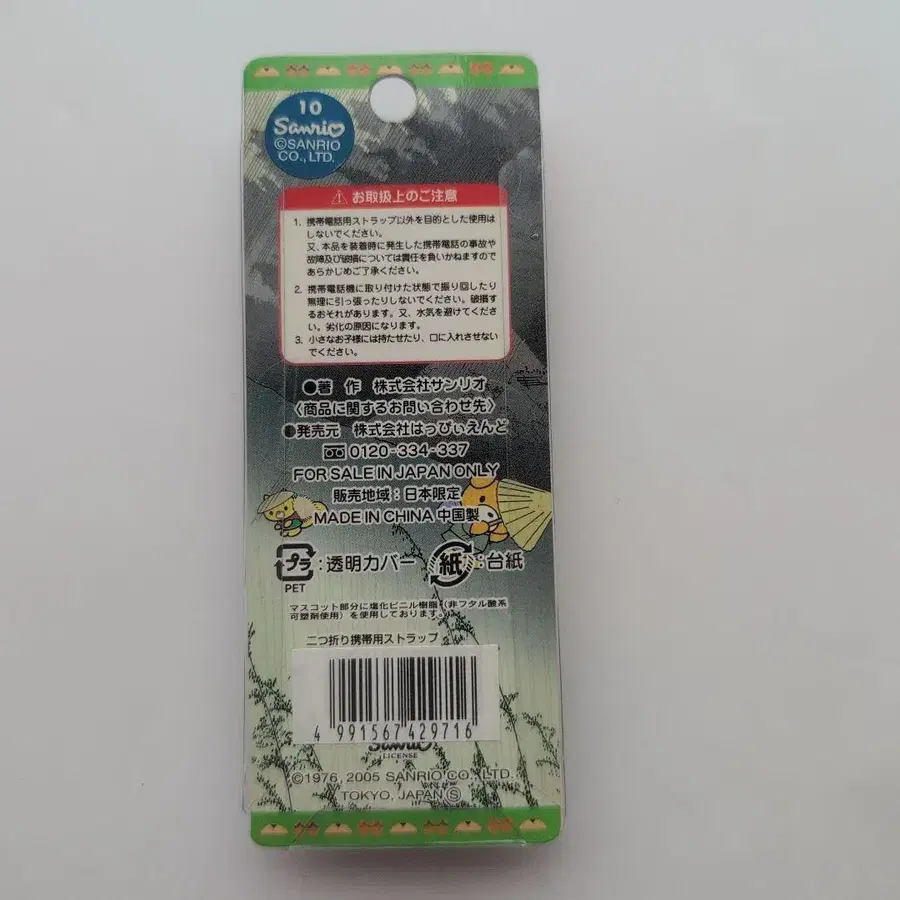 10
Sanrio
©SANRIO
CO., LTD.
⚠ お取扱上のご注意
1. 携帯電話用ストラップ以外を目的とした使用は
しないでください。
又、本品を装着時に発生した携帯電話の事故や
故障及び破損については責任を負いかねますので
あらかじめご了承ください。
2. 携帯電話機に取り付けた状態で振り回したり
無理に引っ張ったりしないでください。破損す
るおそれがあります。又、水気を避けてくださ
い。劣化の原因になります。
3. 小さなお子様には持たせたり、口に入れさせない
でください。
●著 作 株式会社サンリオ
〈商品に関するお問い合わせ先〉
●発売元 株式会社はっぴぃえんど
0120-334-337
FOR SALE IN JAPAN ONLY
販売地域：日本限定
MADE IN CHINA 中国製
プラ：透明カバー 紙：台紙
PET
マスコット部分に塩化ビニル樹脂（非フタル酸系
可塑剤使用）を使用しております。
二つ折り携帯用ストラップ
4 991567 429716
Sanrio
LICENSE
©1976, 2005 SANRIO CO., LTD.
TOKYO, JAPAN Ⓢ